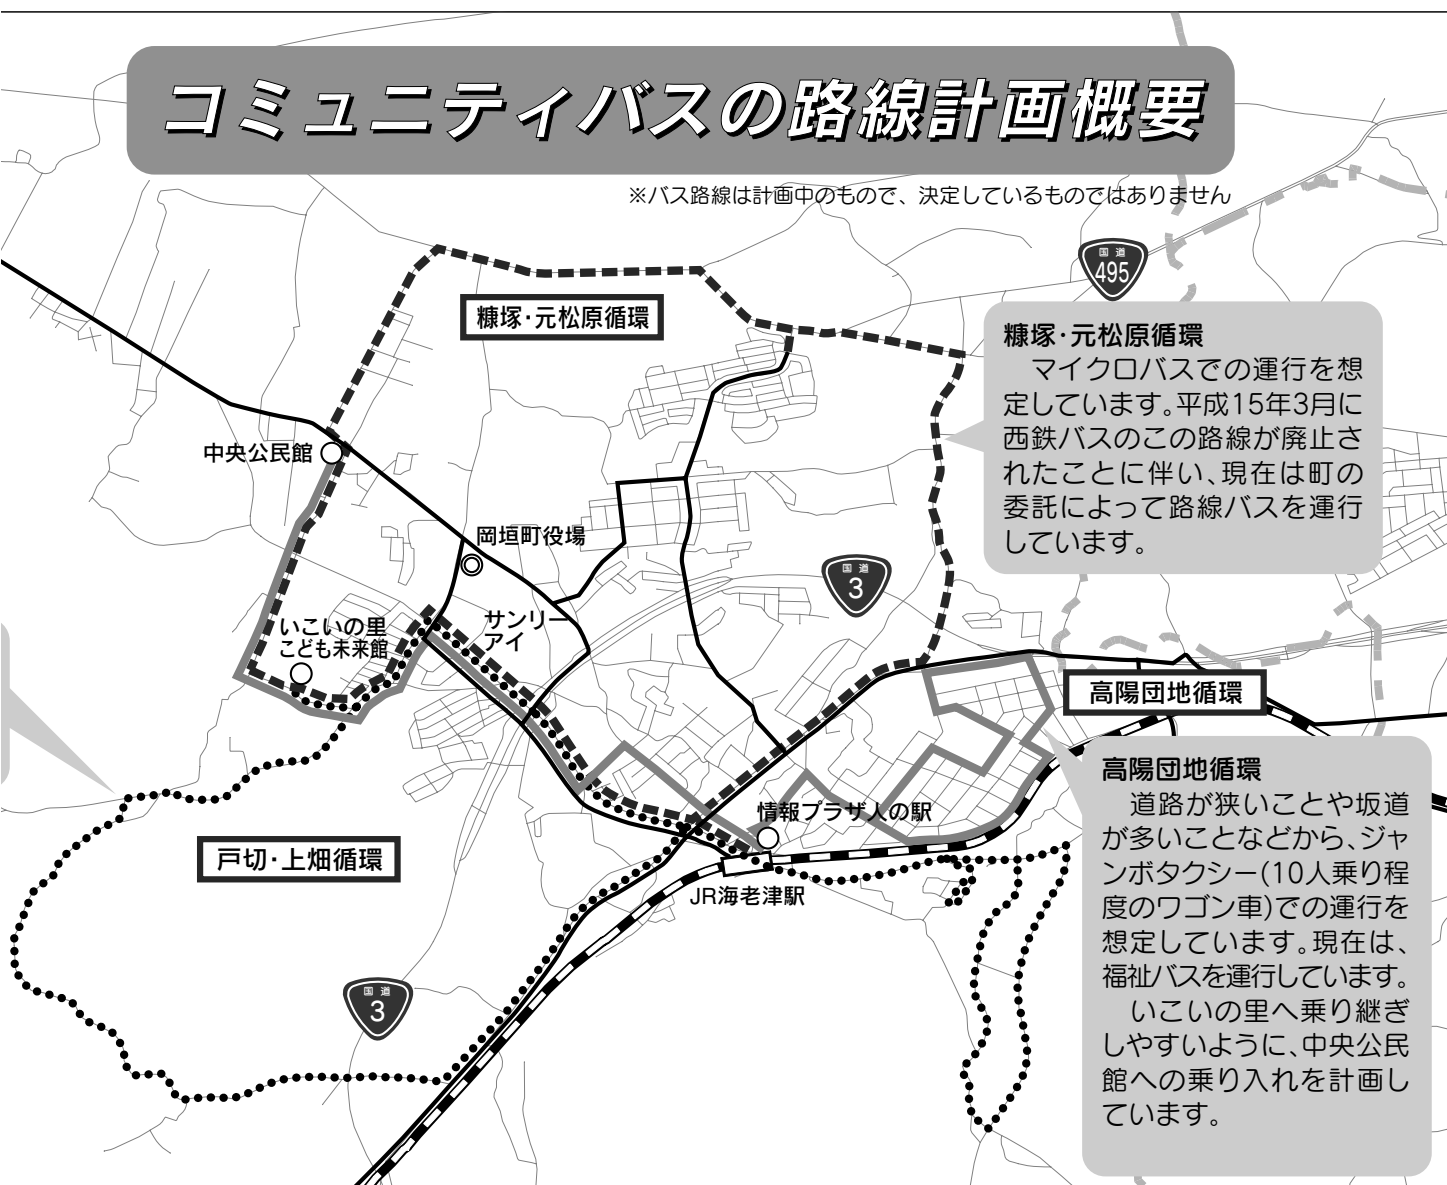 コミュニティバスの路線計画概要
※バス路線は計画中のもので、決定しているものではありません
国道
495
糠塚・元松原循環
糠塚・元松原循環
　マイクロバスでの運行を想
定しています。平成15年3月に
西鉄バスのこの路線が廃止さ
れたことに伴い、現在は町の
委託によって路線バスを運行
しています。
中央公民館
岡垣町役場
国道
3
サンリー
アイ
いこいの里
こども未来館
高陽団地循環
高陽団地循環
　道路が狭いことや坂道
が多いことなどから、ジャ
ンボタクシー(10人乗り程
度のワゴン車)での運行を
想定しています。現在は、
福祉バスを運行しています。
　いこいの里へ乗り継ぎ
しやすいように、中央公民
館への乗り入れを計画し
ています。
情報プラザ人の駅
戸切・上畑循環
JR海老津駅
国道
3